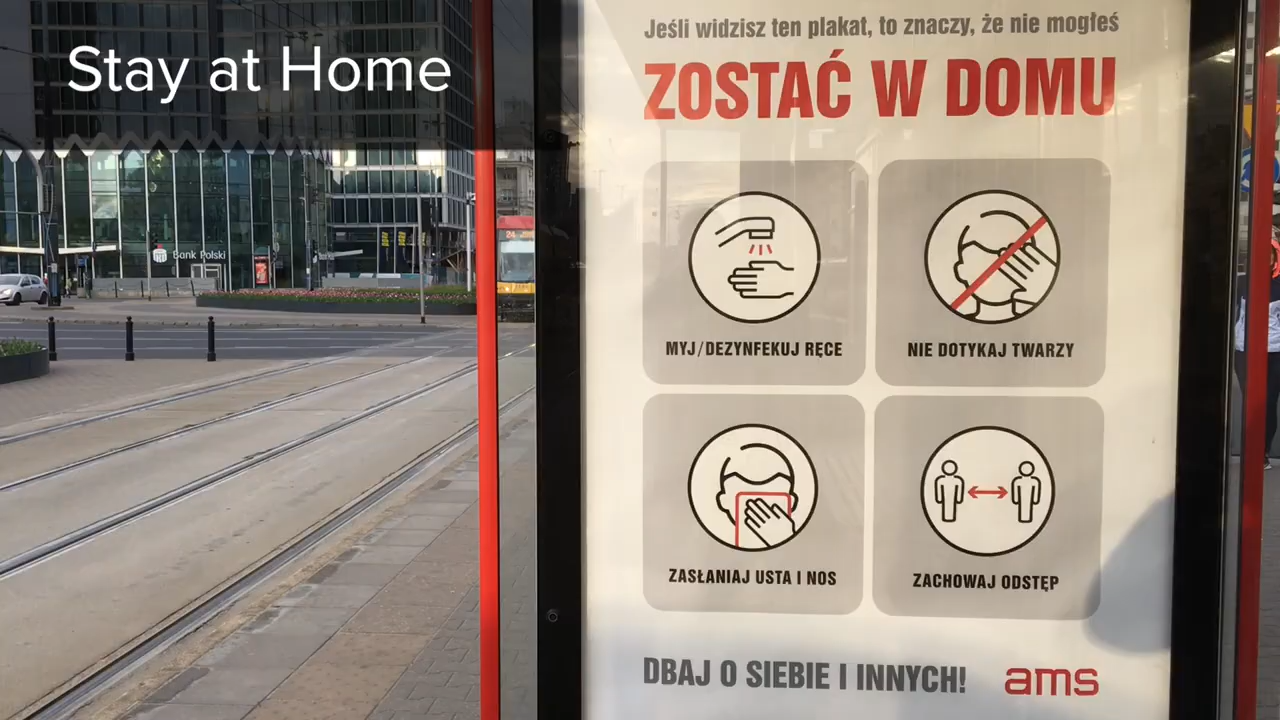 Stay at Home
Jeśli widzisz ten plakat, to znaczy, że nie mogłeś
ZOSTAĆ W DOMU
MYJ/DEZYNFEKUJ RĘCE
NIE DOTYKAJ TWARZY
ZASŁANIAJ USTA I NOS
ZACHOWAJ ODSTĘP
DBAJ O SIEBIE I INNYCH!
ams
Bank Polski
24